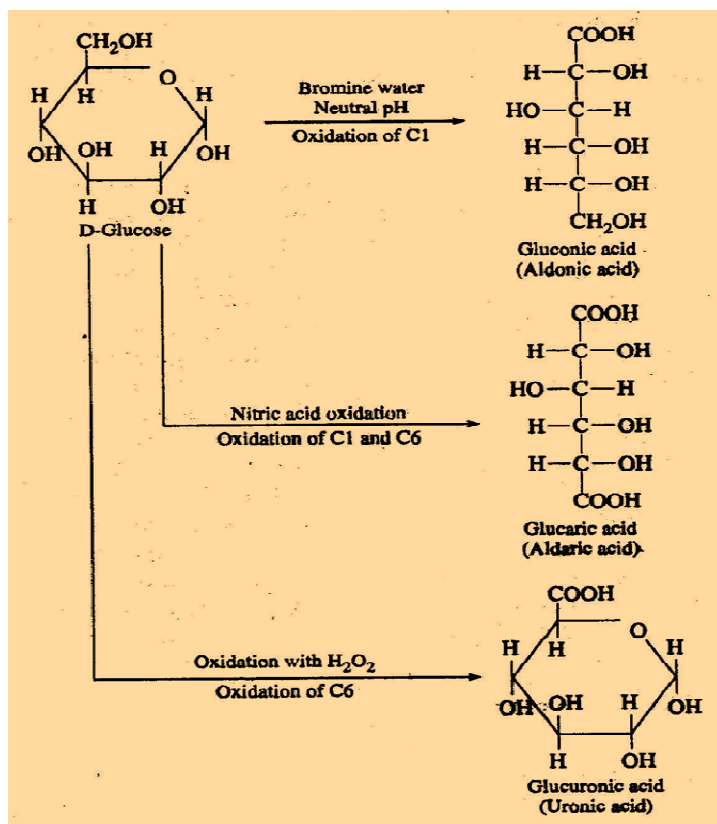 CH₂OH
O
H
H
H
OH
OH
H
OH
H
OH
D-Glucose
Bromine water
Neutral pH
Oxidation of C1
COOH
H—C—OH
HO—C—H
H—C—OH
H—C—OH
CH₂OH
Gluconic acid
(Aldonic acid)
Nitric acid oxidation
Oxidation of C1 and C6
COOH
H—C—OH
HO—C—H
H—C—OH
H—C—OH
COOH
Glucaric acid
(Aldaric acid)
Oxidation with H₂O₂
Oxidation of C6
COOH
O
H
H
H
OH
OH
H
OH
H
OH
Glucuronic acid
(Uronic acid)